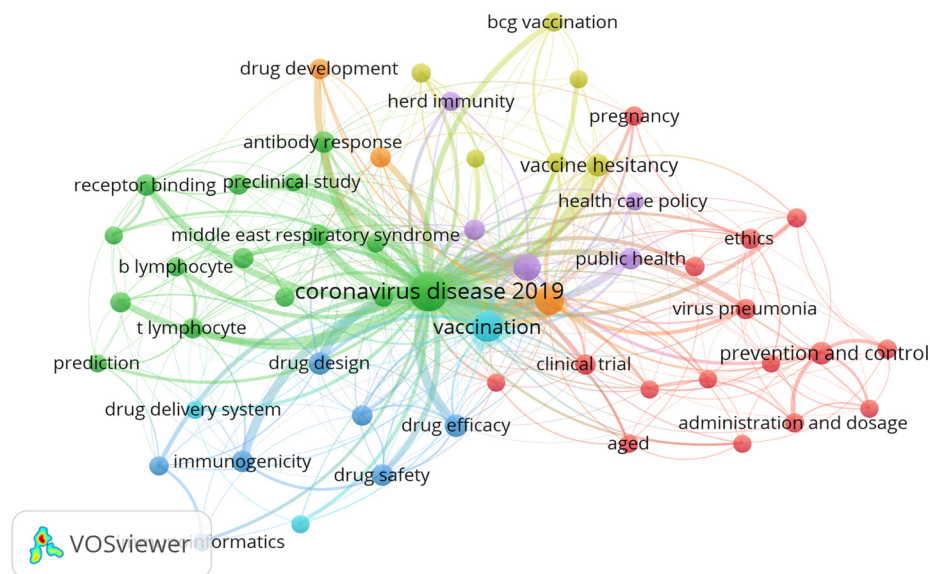 bcg vaccination
drug development
herd immunity
pregnancy
antibody response
vaccine hesitancy
receptor binding
preclinical study
health care policy
middle east respiratory syndrome
ethics
b lymphocyte
public health
coronavirus disease 2019
virus pneumonia
t lymphocyte
vaccination
prediction
drug design
clinical trial
prevention and control
drug delivery system
drug efficacy
administration and dosage
aged
immunogenicity
drug safety
VOSviewer
informatics